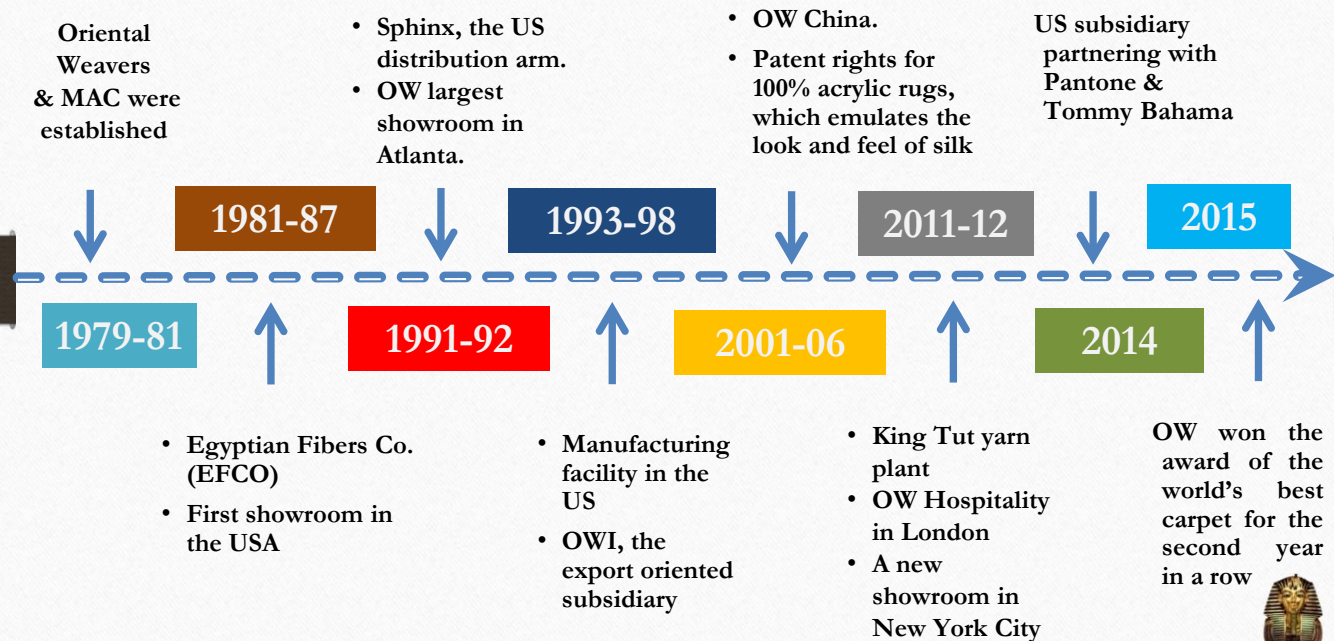 Oriental
Weavers
& MAC were
established
• Sphinx, the US
distribution arm.
• OW largest
showroom in
Atlanta.
• OW China.
• Patent rights for
100% acrylic rugs,
which emulates the
look and feel of silk
US subsidiary
partnering with
Pantone &
Tommy Bahama
1981-87
1993-98
2011-12
2015
1979-81
1991-92
2001-06
2014
• Egyptian Fibers Co.
(EFCO)
• First showroom in
the USA
• Manufacturing
facility in the
US
• OWI, the
export oriented
subsidiary
• King Tut yarn
plant
• OW Hospitality
in London
• A new
showroom in
New York City
OW won the
award of the
world’s best
carpet for the
second year
in a row